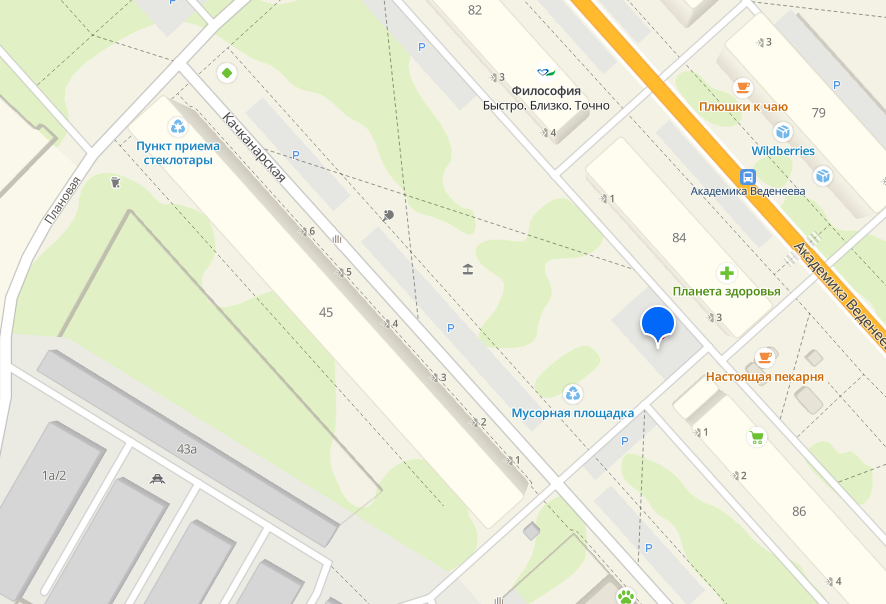 P
82
3
P
3
Философия
Быстро. Близко. Точно
P
Плюшки к чаю
79
4
Качканарская
Пункт приема
стеклотары
P
Wildberries
Академика Веденеева
Плановая
1
6
84
Академика Веденеева
5
Планета здоровья
45
4
P
3
3
Настоящая пекарня
Мусорная площадка
2
1
P
1
43а
1а/2
2
86
P
4